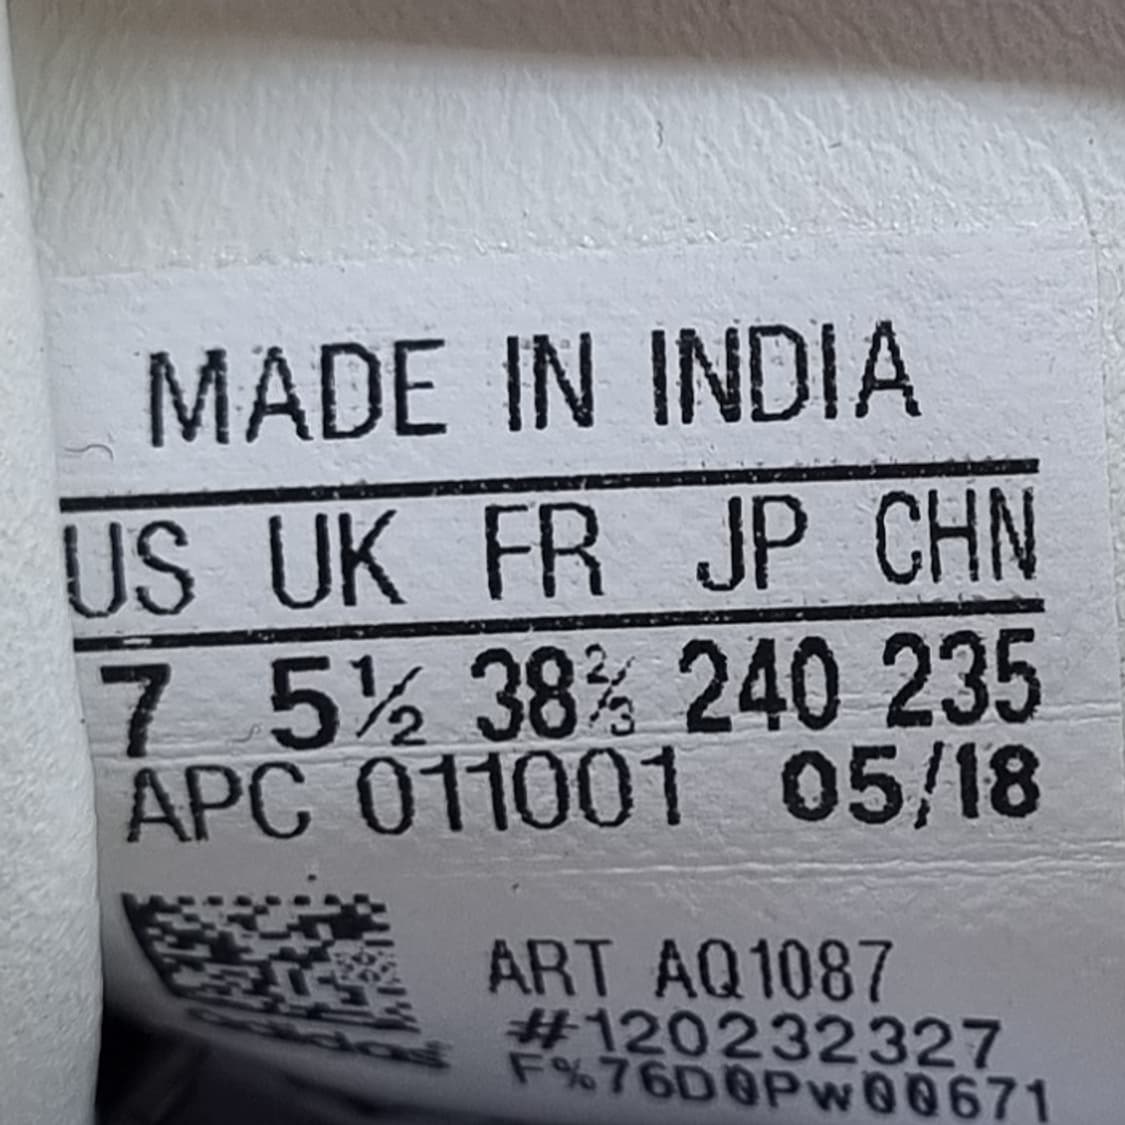 MADE IN INDIA
US UK FR JP CHN
7 5½ 38⅔ 240 235
APC 011001 05/18
ART AQ1087
adidas
#120232327
F%76D0Pw00671